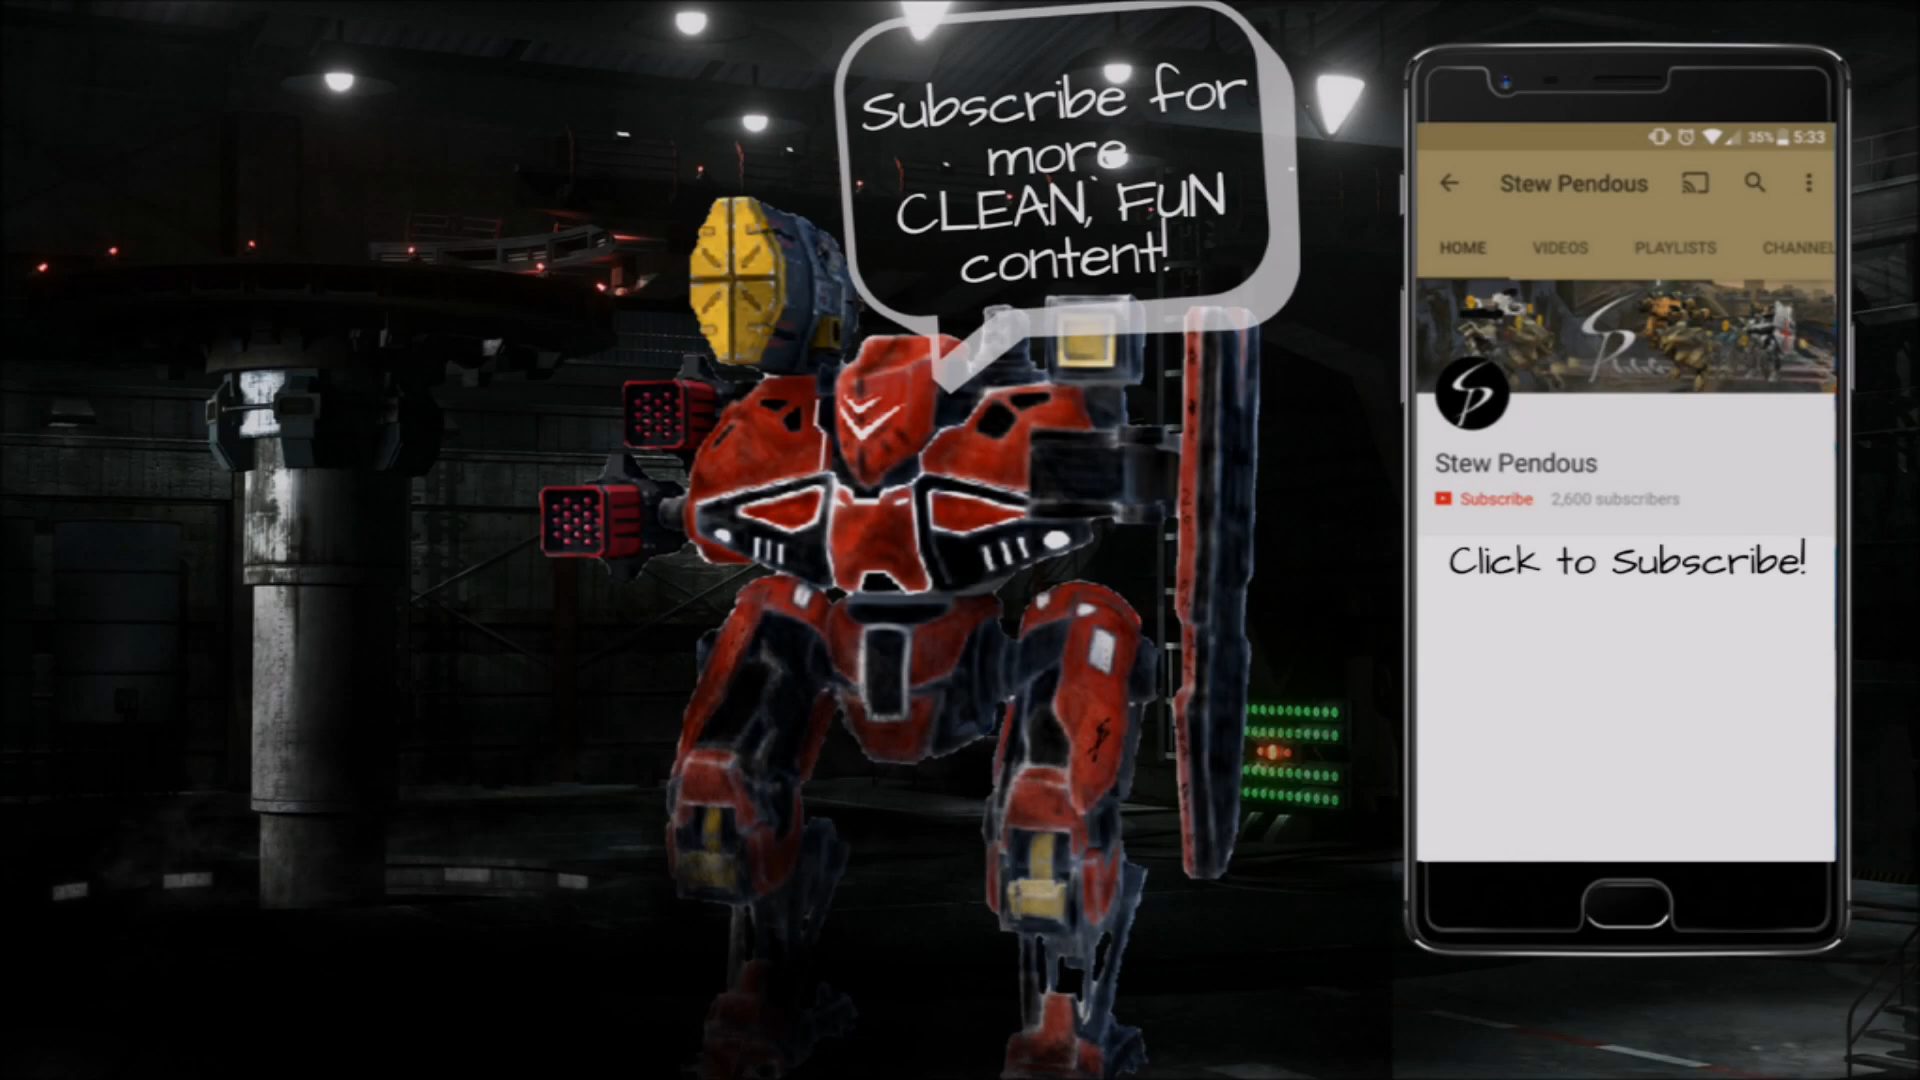 Subscribe for
more
CLEAN, FUN
content!
35% 5:33
Stew Pendous
HOME VIDEOS PLAYLISTS CHANNEL
SP
Stew Pendous
Subscribe 2,600 subscribers
Click to Subscribe!